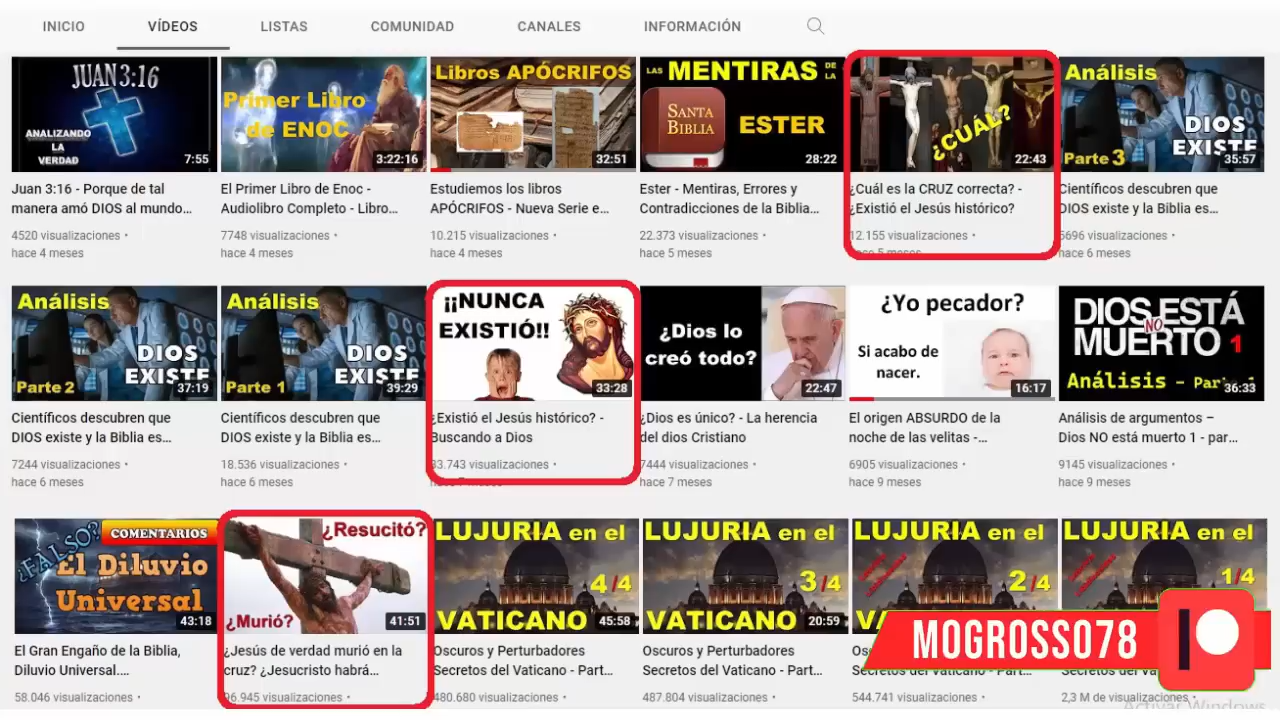 INICIO VÍDEOS LISTAS COMUNIDAD CANALES INFORMACIÓN
JUAN 3:16
ANALIZANDO
LA
VERDAD
7:55
Juan 3:16 - Porque de tal
manera amó DIOS al mundo...
4520 visualizaciones •
hace 4 meses
Primer Libro
de ENOC
3:22:16
El Primer Libro de Enoc -
Audiolibro Completo - Libro...
7748 visualizaciones •
hace 4 meses
Libros APÓCRIFOS
32:51
Estudiemos los libros
APÓCRIFOS - Nueva Serie e...
10.215 visualizaciones •
hace 4 meses
LAS MENTIRAS DE LA
SANTA
BIBLIA
ESTER
28:22
Ester - Mentiras, Errores y
Contradicciones de la Biblia...
22.373 visualizaciones •
hace 5 meses
¿CUÁL?
22:43
¿Cuál es la CRUZ correcta? -
¿Existió el Jesús histórico?
12.155 visualizaciones •
hace 5 meses
Análisis
DIOS
EXISTE
Parte 3
35:57
Científicos descubren que
DIOS existe y la Biblia es...
5696 visualizaciones •
hace 6 meses
Análisis
DIOS
EXISTE
Parte 2
37:19
Científicos descubren que
DIOS existe y la Biblia es...
7244 visualizaciones •
hace 6 meses
Análisis
DIOS
EXISTE
Parte 1
39:29
Científicos descubren que
DIOS existe y la Biblia es...
18.536 visualizaciones •
hace 6 meses
¡¡NUNCA
EXISTIÓ!!
33:28
¿Existió el Jesús histórico? -
Buscando a Dios
33.743 visualizaciones •
hace 7 meses
¿Dios lo
creó todo?
22:47
¿Dios es único? - La herencia
del dios Cristiano
7444 visualizaciones •
hace 7 meses
¿Yo pecador?
Si acabo de
nacer.
16:17
El origen ABSURDO de la
noche de las velitas -...
6905 visualizaciones •
hace 9 meses
DIOS ESTÁ
NO
MUERTO 1
Análisis - Par
36:33
Análisis de argumentos –
Dios NO está muerto 1 - par...
9145 visualizaciones •
hace 9 meses
¿FALSO?
COMENTARIOS
El Diluvio
Universal
43:18
El Gran Engaño de la Biblia,
Diluvio Universal....
58.046 visualizaciones •
¿Resucitó?
¿Murió?
41:51
¿Jesús de verdad murió en la
cruz? ¿Jesucristo habrá...
96.945 visualizaciones •
LUJURIA en el
4/4
VATICANO
45:58
Oscuros y Perturbadores
Secretos del Vaticano - Part...
480.680 visualizaciones •
LUJURIA en el
3/4
VATICANO
20:59
Oscuros y Perturbadores
Secretos del Vaticano - Part...
487.804 visualizaciones •
LUJURIA en el
2/4
VA
Oscuros y Perturbadores
Secretos del Vaticano - Part...
544.741 visualizaciones •
LUJURIA en el
1/4
2,3 M de visualizaciones •
MOGROSSO78
Activar Windows